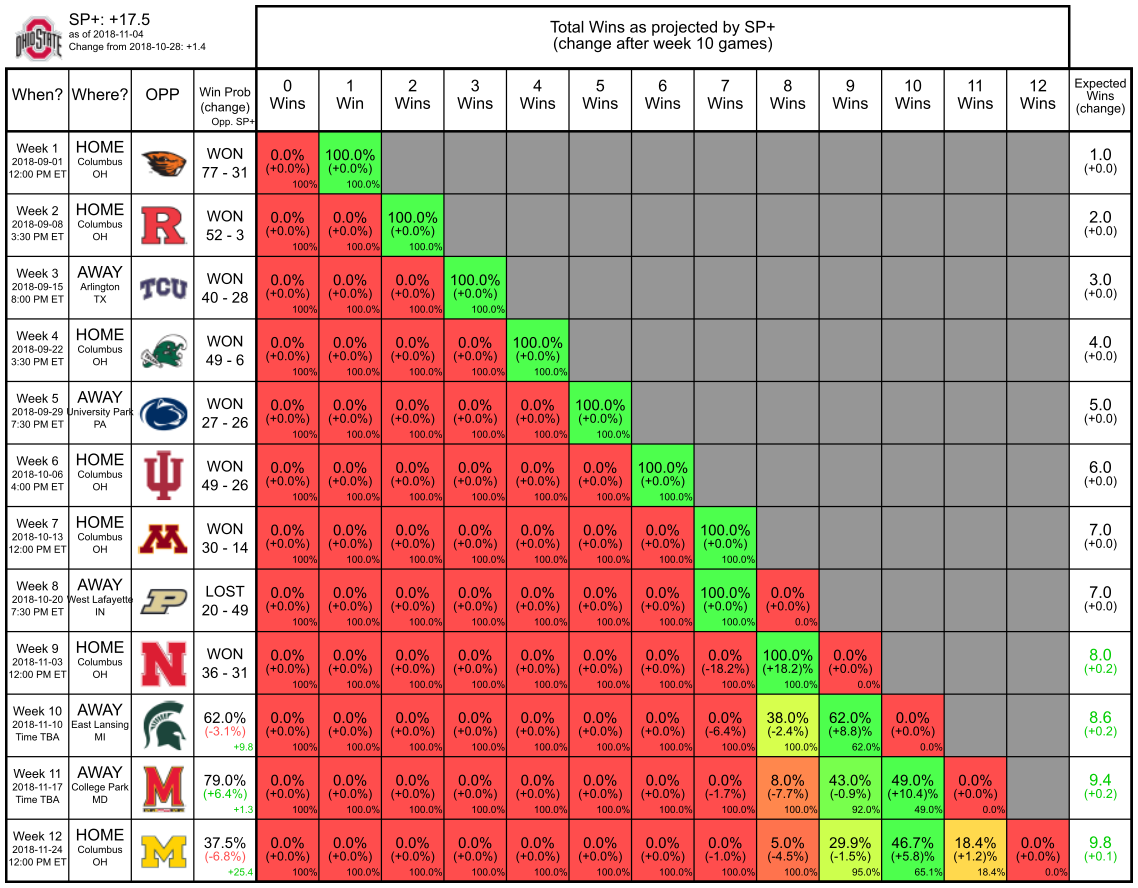 OHIO STATE
SP+: +17.5
as of 2018-11-04
Change from 2018-10-28: +1.4
Total Wins as projected by SP+
(change after week 10 games)
When? Where? OPP Win Prob 0 1 2 3 4 5 6 7 8 9 10 11 12 Expected
(change) Wins Win Wins Wins Wins Wins Wins Wins Wins Wins Wins Wins Wins Wins
Opp. SP+ (change)
Week 1 HOME WON 0.0% 100.0% 1.0
2018-09-01 Columbus 77 - 31 (+0.0%) (+0.0%) (+0.0)
12:00 PM ET OH 100% 100.0%
Week 2 HOME R WON 0.0% 0.0% 100.0% 2.0
2018-09-08 Columbus 52 - 3 (+0.0%) (+0.0%) (+0.0%) (+0.0)
3:30 PM ET OH 100% 100.0% 100.0%
Week 3 AWAY TCU WON 0.0% 0.0% 0.0% 100.0% 3.0
2018-09-15 Arlington 40 - 28 (+0.0%) (+0.0%) (+0.0%) (+0.0%) (+0.0)
8:00 PM ET TX 100% 100.0% 100.0% 100.0%
Week 4 HOME WON 0.0% 0.0% 0.0% 0.0% 100.0% 4.0
2018-09-22 Columbus 49 - 6 (+0.0%) (+0.0%) (+0.0%) (+0.0%) (+0.0%) (+0.0)
3:30 PM ET OH 100% 100.0% 100.0% 100.0% 100.0%
Week 5 AWAY WON 0.0% 0.0% 0.0% 0.0% 0.0% 100.0% 5.0
2018-09-29 University Park 27 - 26 (+0.0%) (+0.0%) (+0.0%) (+0.0%) (+0.0%) (+0.0%) (+0.0)
7:30 PM ET PA 100% 100.0% 100.0% 100.0% 100.0% 100.0%
Week 6 HOME IU WON 0.0% 0.0% 0.0% 0.0% 0.0% 0.0% 100.0% 6.0
2018-10-06 Columbus 49 - 26 (+0.0%) (+0.0%) (+0.0%) (+0.0%) (+0.0%) (+0.0%) (+0.0%) (+0.0)
4:00 PM ET OH 100% 100.0% 100.0% 100.0% 100.0% 100.0% 100.0%
Week 7 HOME M WON 0.0% 0.0% 0.0% 0.0% 0.0% 0.0% 0.0% 100.0% 7.0
2018-10-13 Columbus 30 - 14 (+0.0%) (+0.0%) (+0.0%) (+0.0%) (+0.0%) (+0.0%) (+0.0%) (+0.0%) (+0.0)
12:00 PM ET OH 100% 100.0% 100.0% 100.0% 100.0% 100.0% 100.0% 100.0%
Week 8 AWAY P LOST 0.0% 0.0% 0.0% 0.0% 0.0% 0.0% 0.0% 100.0% 0.0% 7.0
2018-10-20 West Lafayette 20 - 49 (+0.0%) (+0.0%) (+0.0%) (+0.0%) (+0.0%) (+0.0%) (+0.0%) (+0.0%) (+0.0%) (+0.0)
7:30 PM ET IN 100% 100.0% 100.0% 100.0% 100.0% 100.0% 100.0% 100.0% 0.0%
Week 9 HOME N WON 0.0% 0.0% 0.0% 0.0% 0.0% 0.0% 0.0% 0.0% 100.0% 0.0% 8.0
2018-11-03 Columbus 36 - 31 (+0.0%) (+0.0%) (+0.0%) (+0.0%) (+0.0%) (+0.0%) (+0.0%) (-18.2%) (+18.2)% (+0.0%) (+0.2)
12:00 PM ET OH 100% 100.0% 100.0% 100.0% 100.0% 100.0% 100.0% 100.0% 100.0% 0.0%
Week 10 AWAY 62.0% 0.0% 0.0% 0.0% 0.0% 0.0% 0.0% 0.0% 0.0% 38.0% 62.0% 0.0% 8.6
2018-11-10 East Lansing (-3.1%) (+0.0%) (+0.0%) (+0.0%) (+0.0%) (+0.0%) (+0.0%) (+0.0%) (-6.4%) (-2.4%) (+8.8)% (+0.0%) (+0.2)
Time TBA MI +9.8 100% 100.0% 100.0% 100.0% 100.0% 100.0% 100.0% 100.0% 100.0% 62.0% 0.0%
Week 11 AWAY M 79.0% 0.0% 0.0% 0.0% 0.0% 0.0% 0.0% 0.0% 0.0% 8.0% 43.0% 49.0% 0.0% 9.4
2018-11-17 College Park (+6.4%) (+0.0%) (+0.0%) (+0.0%) (+0.0%) (+0.0%) (+0.0%) (+0.0%) (-1.7%) (-7.7%) (-0.9%) (+10.4)% (+0.0%) (+0.2)
Time TBA MD +1.3 100% 100.0% 100.0% 100.0% 100.0% 100.0% 100.0% 100.0% 100.0% 92.0% 49.0% 0.0%
Week 12 HOME M 37.5% 0.0% 0.0% 0.0% 0.0% 0.0% 0.0% 0.0% 0.0% 5.0% 29.9% 46.7% 18.4% 0.0% 9.8
2018-11-24 Columbus (-6.8%) (+0.0%) (+0.0%) (+0.0%) (+0.0%) (+0.0%) (+0.0%) (+0.0%) (-1.0%) (-4.5%) (-1.5%) (+5.8)% (+1.2)% (+0.0%) (+0.1)
12:00 PM ET OH +25.4 100% 100.0% 100.0% 100.0% 100.0% 100.0% 100.0% 100.0% 100.0% 95.0% 65.1% 18.4% 0.0%